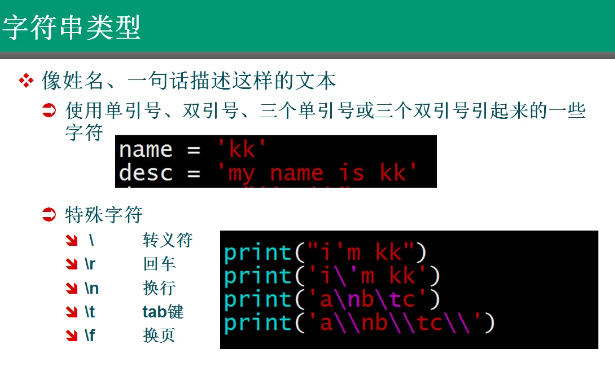 字符串类型
像姓名、一句话描述这样的文本
使用单引号、双引号、三个单引号或三个双引号引起来的一些
字符
name = 'kk'
desc = 'my name is kk'
特殊字符
\ 转义符
\r 回车
\n 换行
\t tab键
\f 换页
print("i'm kk")
print('i\'m kk')
print('a\nb\tc')
print('a\\nb\\tc\\')